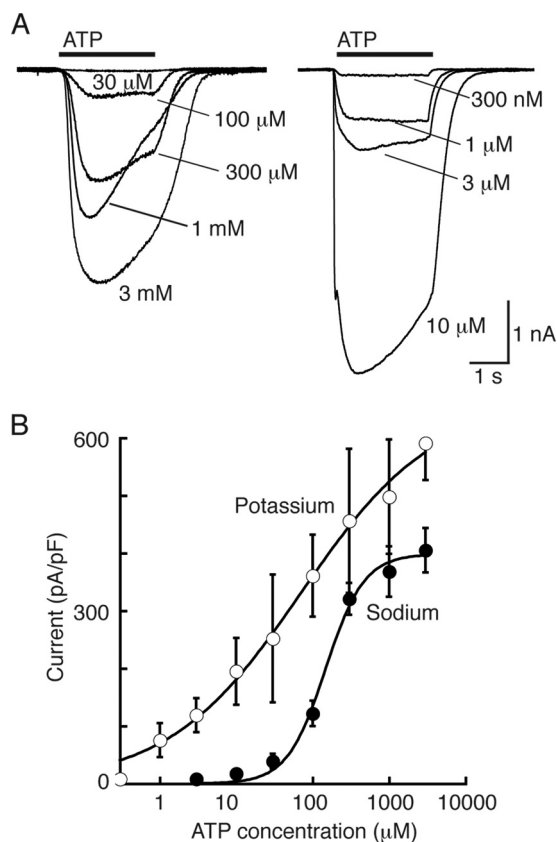 A
ATP
ATP
30 μM
100 μM
300 μM
1 mM
3 mM
300 nM
1 μM
3 μM
10 μM
1 nA
1 s
B
600
300
0
Current (pA/pF)
Potassium
Sodium
1 10 100 1000 10000
ATP concentration (μM)